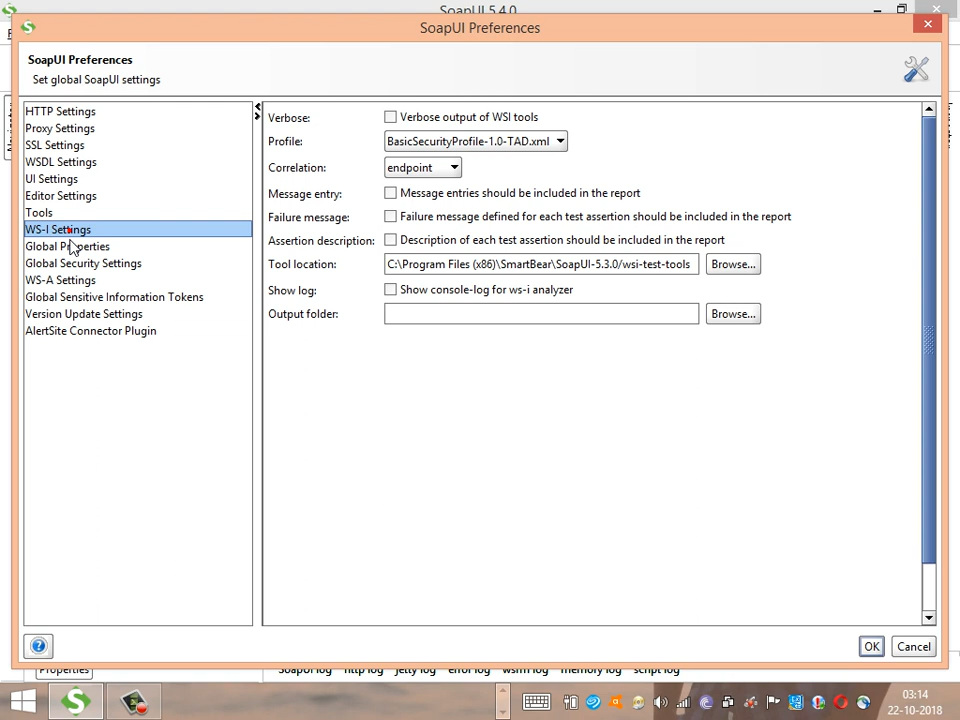 SoapUI 5.4.0
SoapUI Preferences
SoapUI Preferences
Set global SoapUI settings
HTTP Settings
Proxy Settings
SSL Settings
WSDL Settings
UI Settings
Editor Settings
Tools
WS-I Settings
Global Properties
Global Security Settings
WS-A Settings
Global Sensitive Information Tokens
Version Update Settings
AlertSite Connector Plugin
Verbose: Verbose output of WSI tools
Profile: BasicSecurityProfile-1.0-TAD.xml
Correlation: endpoint
Message entry: Message entries should be included in the report
Failure message: Failure message defined for each test assertion should be included in the report
Assertion description: Description of each test assertion should be included in the report
Tool location: C:\Program Files (x86)\SmartBear\SoapUI-5.3.0/wsi-test-tools Browse...
Show log: Show console-log for ws-i analyzer
Output folder: Browse...
OK Cancel
Properties SoapUI log http log jetty log error log wsrm log memory log script log
03:14
22-10-2018